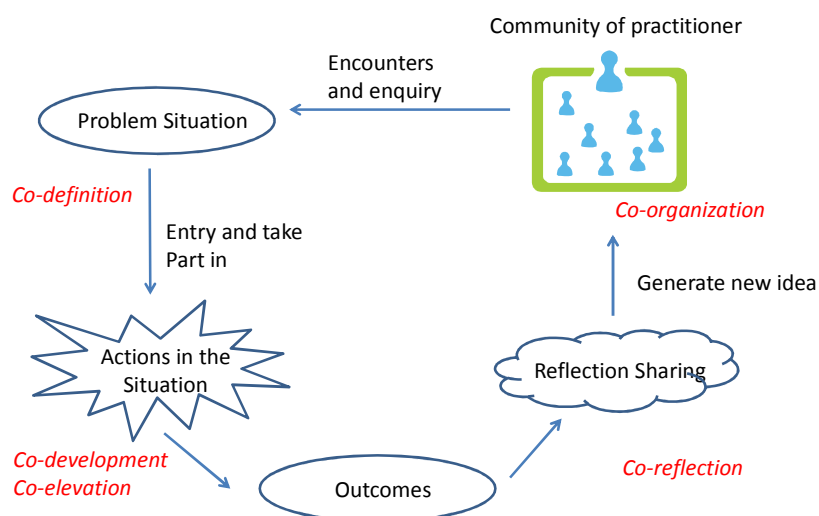 Community of practitioner
Encounters
and enquiry
Problem Situation
Co-definition
Co-organization
Entry and take
Part in
Generate new idea
Actions in the
Situation
Reflection Sharing
Co-development
Co-elevation
Outcomes
Co-reflection